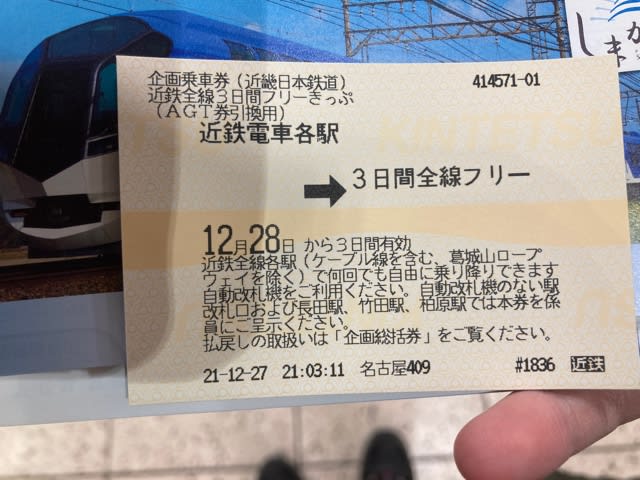 しまか
企画乗車券(近畿日本鉄道)
414571-01
近鉄全線3日間フリーきっぷ
(AGT券引換用)
近鉄電車各駅
➡3日間全線フリー
12月28日から3日間有効
近鉄全線各駅(ケーブル線を含む、葛城山ロープ
ウェイを除く)で何回でも自由に乗り降りできます
自動改札機をご利用ください。自動改札機のない駅
改札口および長田駅、竹田駅、柏原駅では本券を係
員にご呈示ください。
払戻しの取扱いは「企画総括券」をご覧ください。
21-12-27 21:03:11 名古屋409 #1836 近鉄